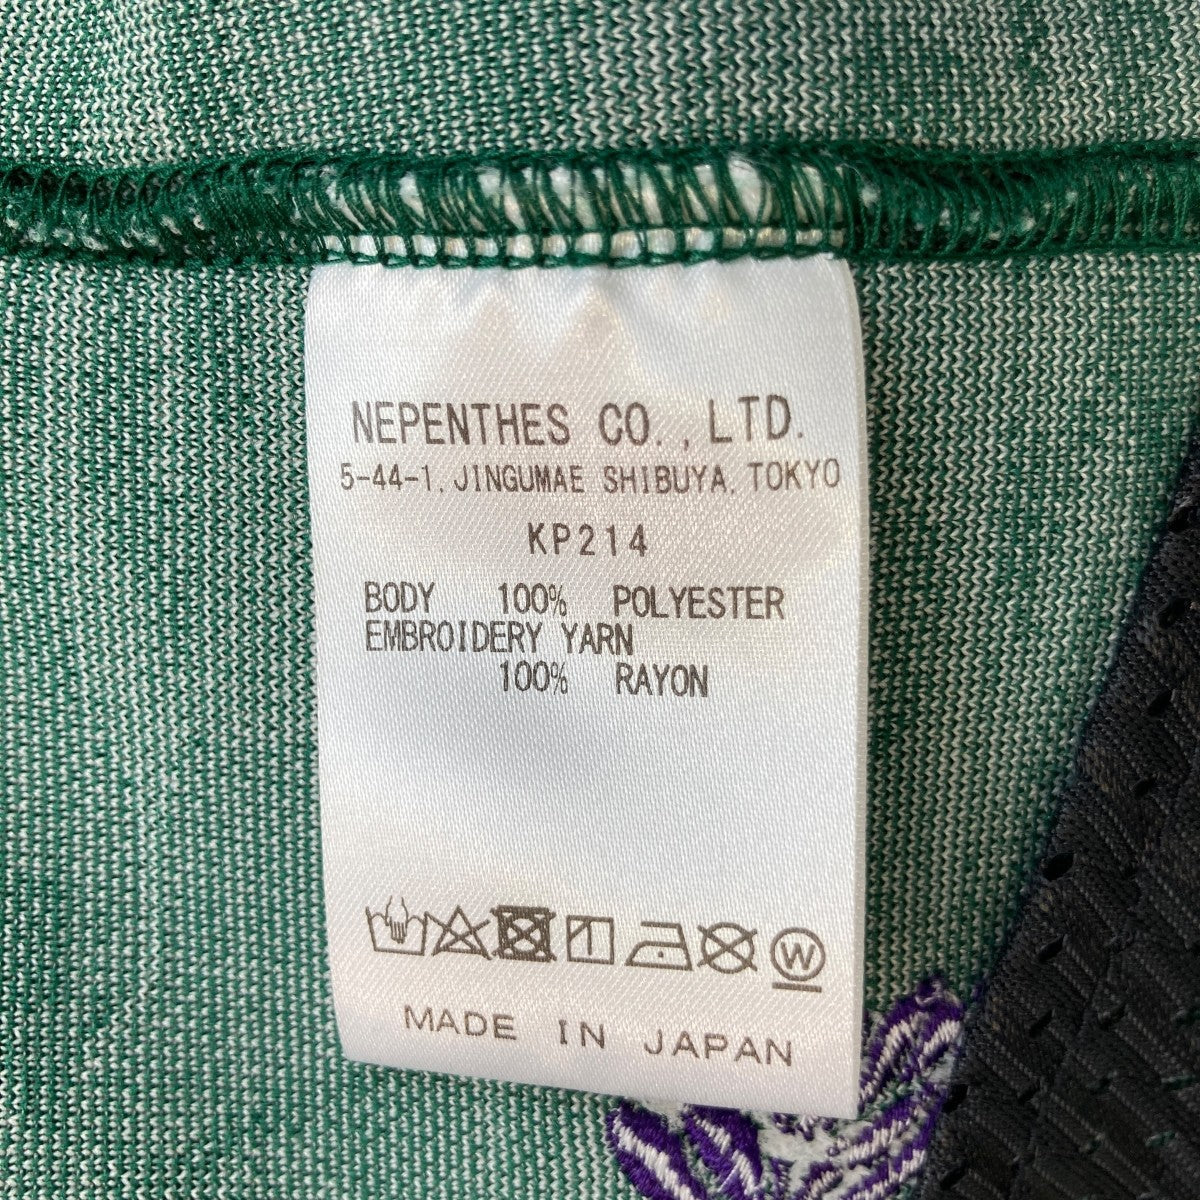 NEPENTHES CO., LTD.
5-44-1, JINGUMAE SHIBUYA, TOKYO
KP214
BODY 100% POLYESTER
EMBROIDERY YARN
100% RAYON
W
MADE IN JAPAN